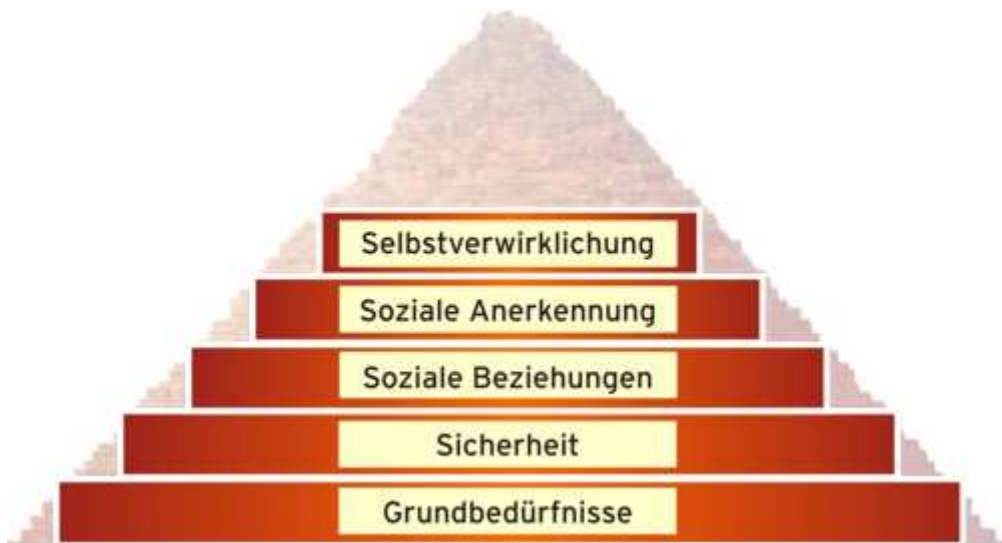 Selbstverwirklichung
Soziale Anerkennung
Soziale Beziehungen
Sicherheit
Grundbedürfnisse